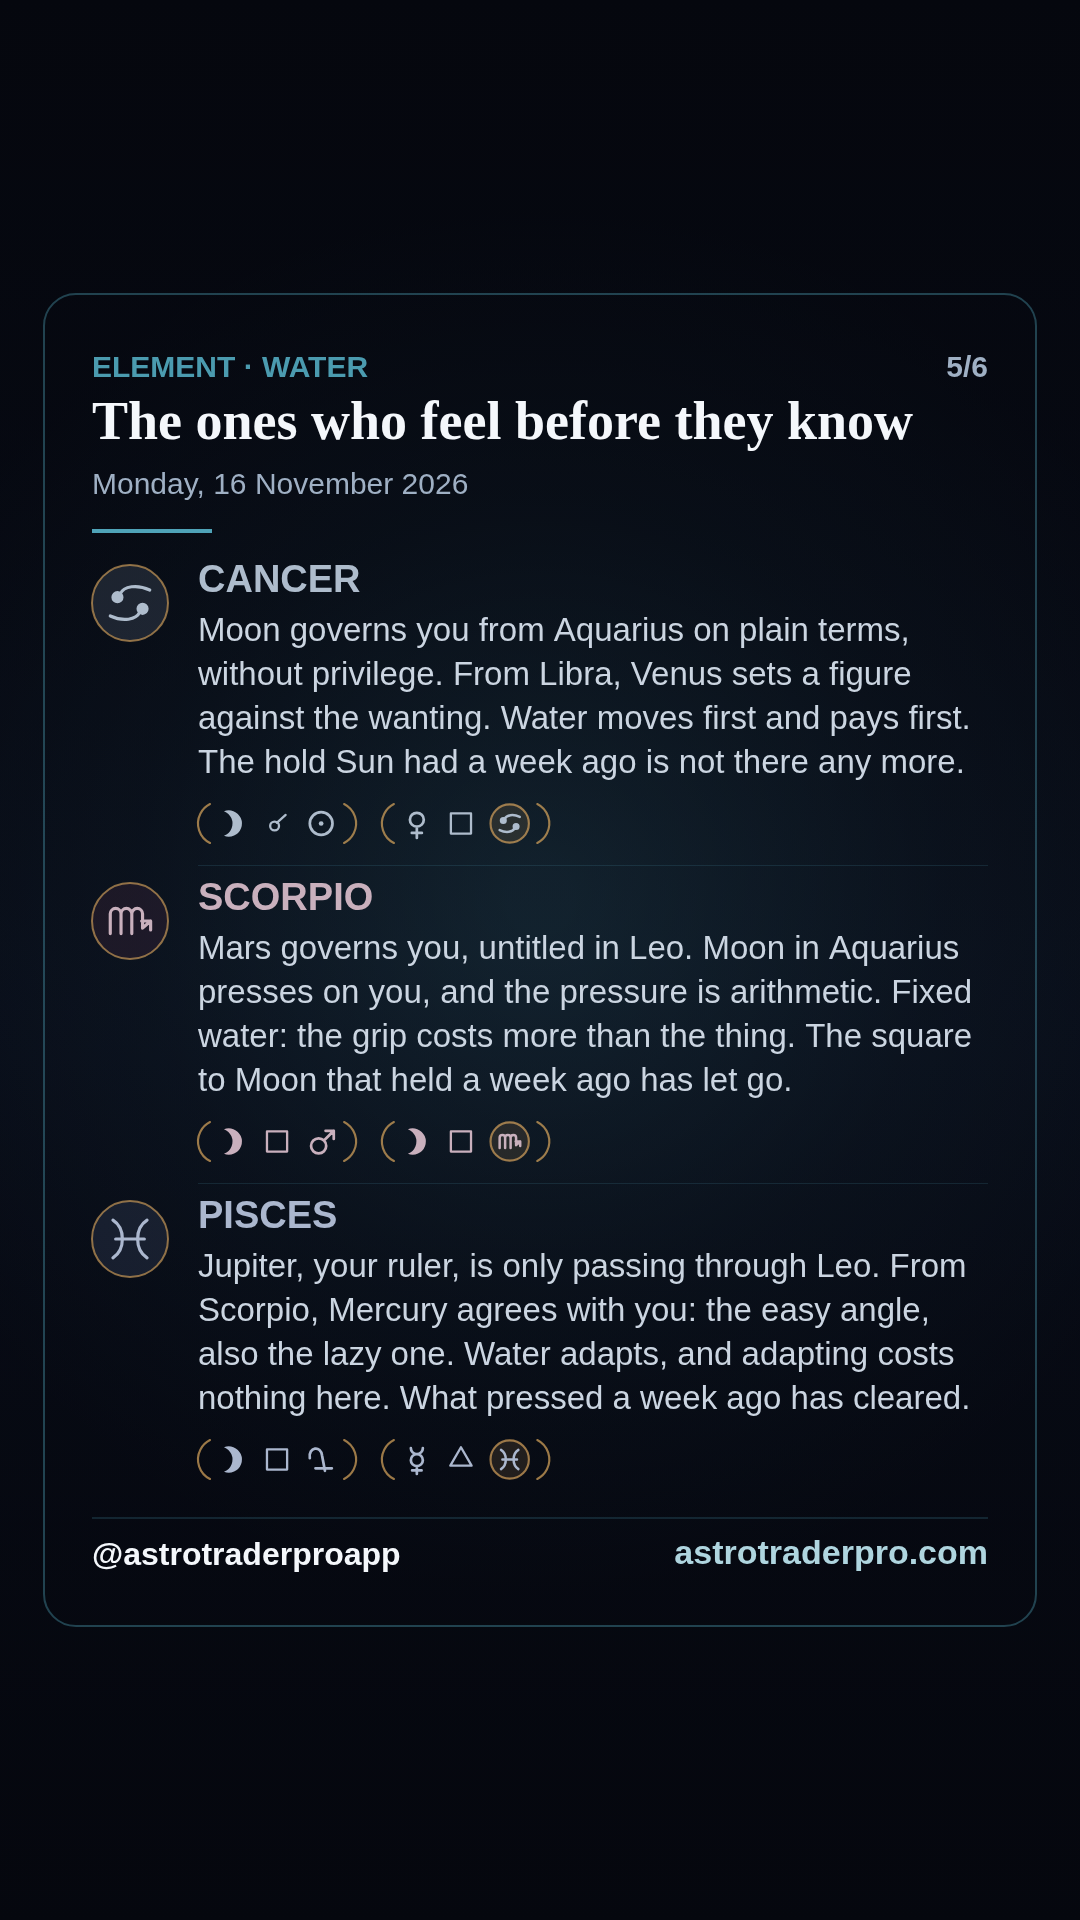 ELEMENT · WATER
5/6
The ones who feel before they know
Monday, 16 November 2026
CANCER
Moon governs you from Aquarius on plain terms,
without privilege. From Libra, Venus sets a figure
against the wanting. Water moves first and pays first.
The hold Sun had a week ago is not there any more.
SCORPIO
Mars governs you, untitled in Leo. Moon in Aquarius
presses on you, and the pressure is arithmetic. Fixed
water: the grip costs more than the thing. The square
to Moon that held a week ago has let go.
PISCES
Jupiter, your ruler, is only passing through Leo. From
Scorpio, Mercury agrees with you: the easy angle,
also the lazy one. Water adapts, and adapting costs
nothing here. What pressed a week ago has cleared.
@astrotraderproapp
astrotraderpro.com